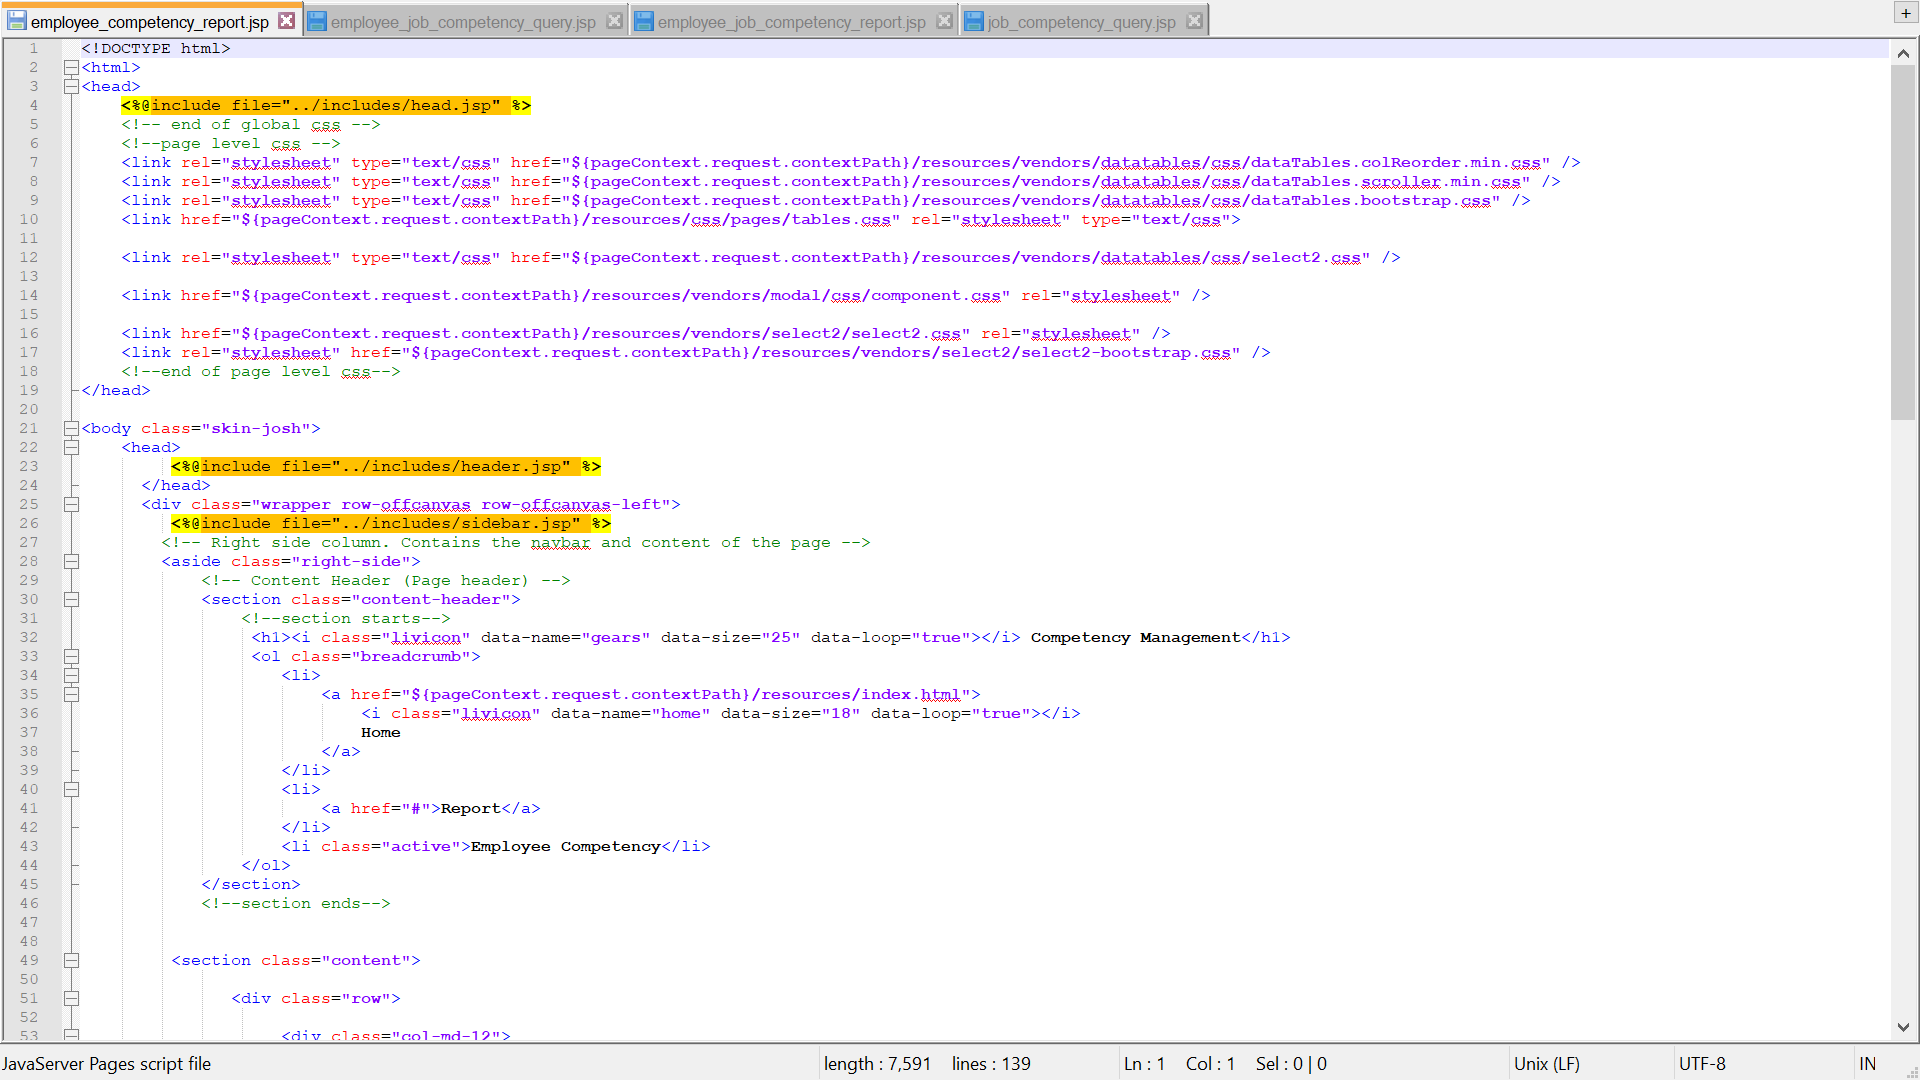 employee_competency_report.jsp employee_job_competency_query.jsp employee_job_competency_report.jsp job_competency_query.jsp +
1 <!DOCTYPE html>
2 <html>
3 <head>
4 <%@include file="../includes/head.jsp" %>
5 <!-- end of global css -->
6 <!--page level css -->
7 <link rel="stylesheet" type="text/css" href="${pageContext.request.contextPath}/resources/vendors/datatables/css/dataTables.colReorder.min.css" />
8 <link rel="stylesheet" type="text/css" href="${pageContext.request.contextPath}/resources/vendors/datatables/css/dataTables.scroller.min.css" />
9 <link rel="stylesheet" type="text/css" href="${pageContext.request.contextPath}/resources/vendors/datatables/css/dataTables.bootstrap.css" />
10 <link href="${pageContext.request.contextPath}/resources/css/pages/tables.css" rel="stylesheet" type="text/css">
11
12 <link rel="stylesheet" type="text/css" href="${pageContext.request.contextPath}/resources/vendors/datatables/css/select2.css" />
13
14 <link href="${pageContext.request.contextPath}/resources/vendors/modal/css/component.css" rel="stylesheet" />
15
16 <link href="${pageContext.request.contextPath}/resources/vendors/select2/select2.css" rel="stylesheet" />
17 <link rel="stylesheet" href="${pageContext.request.contextPath}/resources/vendors/select2/select2-bootstrap.css" />
18 <!--end of page level css-->
19 </head>
20
21 <body class="skin-josh">
22 <head>
23 <%@include file="../includes/header.jsp" %>
24 </head>
25 <div class="wrapper row-offcanvas row-offcanvas-left">
26 <%@include file="../includes/sidebar.jsp" %>
27 <!-- Right side column. Contains the navbar and content of the page -->
28 <aside class="right-side">
29 <!-- Content Header (Page header) -->
30 <section class="content-header">
31 <!--section starts-->
32 <h1><i class="livicon" data-name="gears" data-size="25" data-loop="true"></i> Competency Management</h1>
33 <ol class="breadcrumb">
34 <li>
35 <a href="${pageContext.request.contextPath}/resources/index.html">
36 <i class="livicon" data-name="home" data-size="18" data-loop="true"></i>
37 Home
38 </a>
39 </li>
40 <li>
41 <a href="#">Report</a>
42 </li>
43 <li class="active">Employee Competency</li>
44 </ol>
45 </section>
46 <!--section ends-->
47
48
49 <section class="content">
50
51 <div class="row">
52
53 <div class="col-md-12">
JavaServer Pages script file length : 7,591 lines : 139 Ln : 1 Col : 1 Sel : 0 | 0 Unix (LF) UTF-8 IN